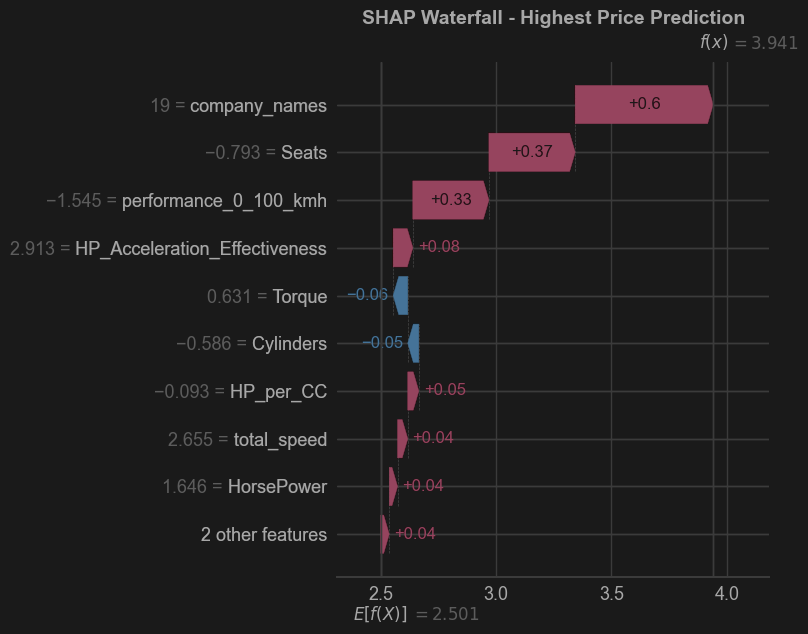 SHAP Waterfall - Highest Price Prediction
f(x) = 3.941
19 = company_names +0.6
−0.793 = Seats +0.37
−1.545 = performance_0_100_kmh +0.33
2.913 = HP_Acceleration_Effectiveness +0.08
0.631 = Torque −0.06
−0.586 = Cylinders −0.05
−0.093 = HP_per_CC +0.05
2.655 = total_speed +0.04
1.646 = HorsePower +0.04
2 other features +0.04
2.5 3.0 3.5 4.0
E[f(X)] = 2.501